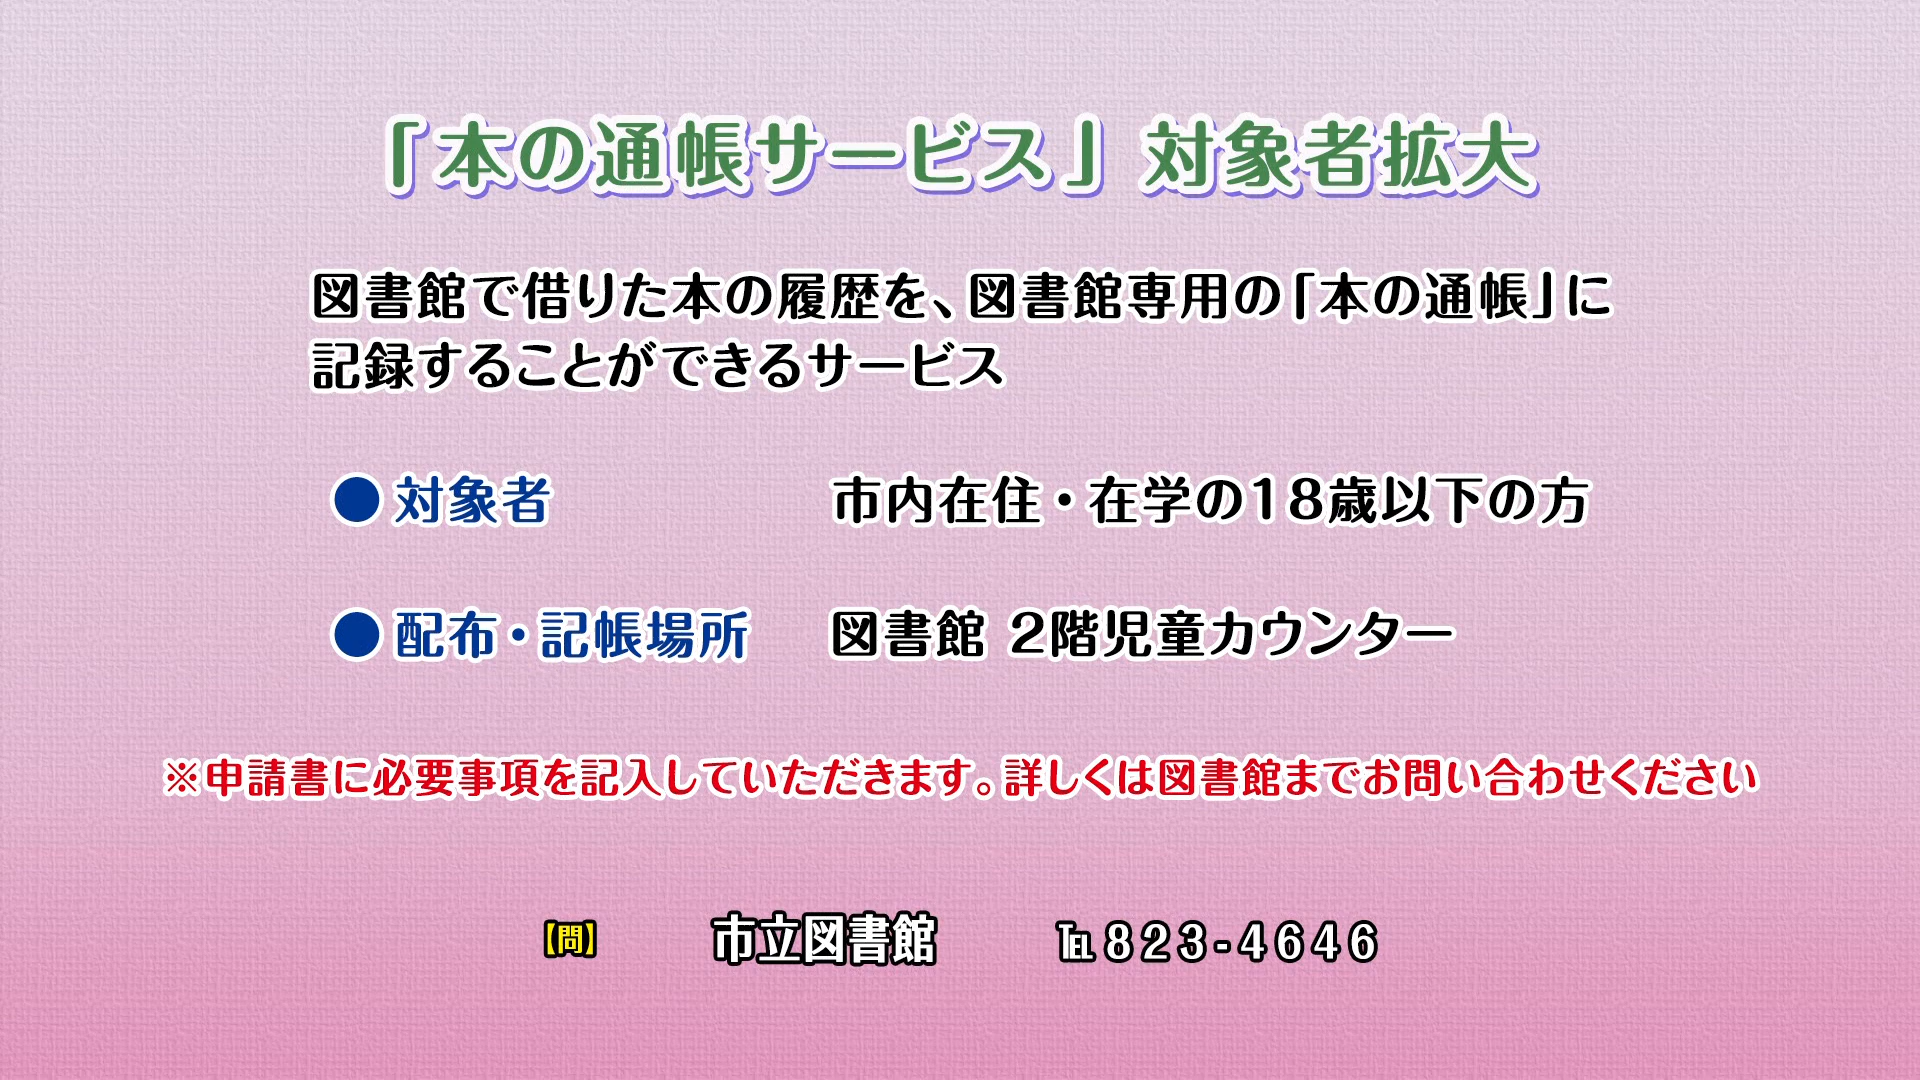 「本の通帳サービス」対象者拡大
図書館で借りた本の履歴を、図書館専用の「本の通帳」に
記録することができるサービス
●対象者 市内在住・在学の18歳以下の方
●配布・記帳場所 図書館 2階児童カウンター
※申請書に必要事項を記入していただきます。詳しくは図書館までお問い合わせください
【問】 市立図書館 ℡823-4646